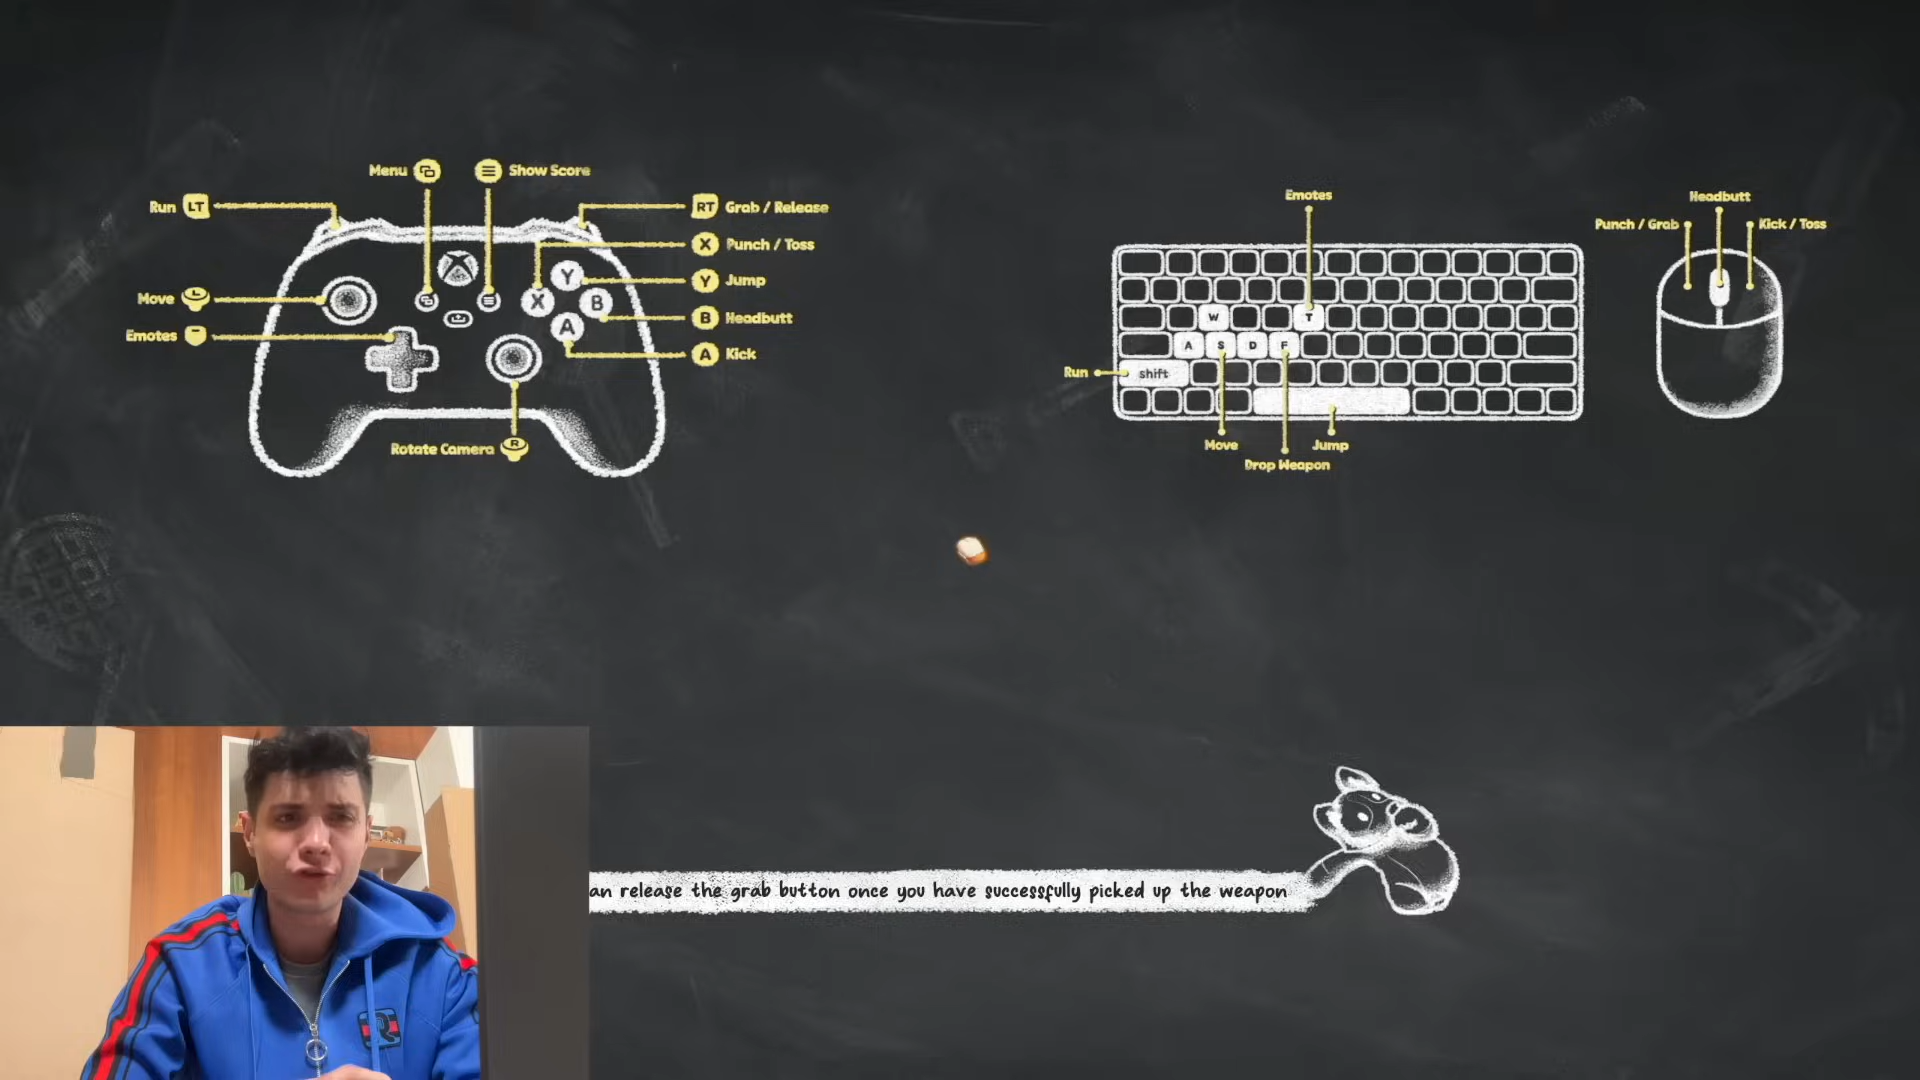 Menu
Show Score
Run LT
RT Grab / Release
X Punch / Toss
Y Jump
Move L
B Headbutt
Emotes
A Kick
Y
X B
A
Rotate Camera R
Emotes
Headbutt
Punch / Grab
Kick / Toss
W T
A S D F
Run shift
Move
Jump
Drop Weapon
an release the grab button once you have successfully picked up the weapon
R